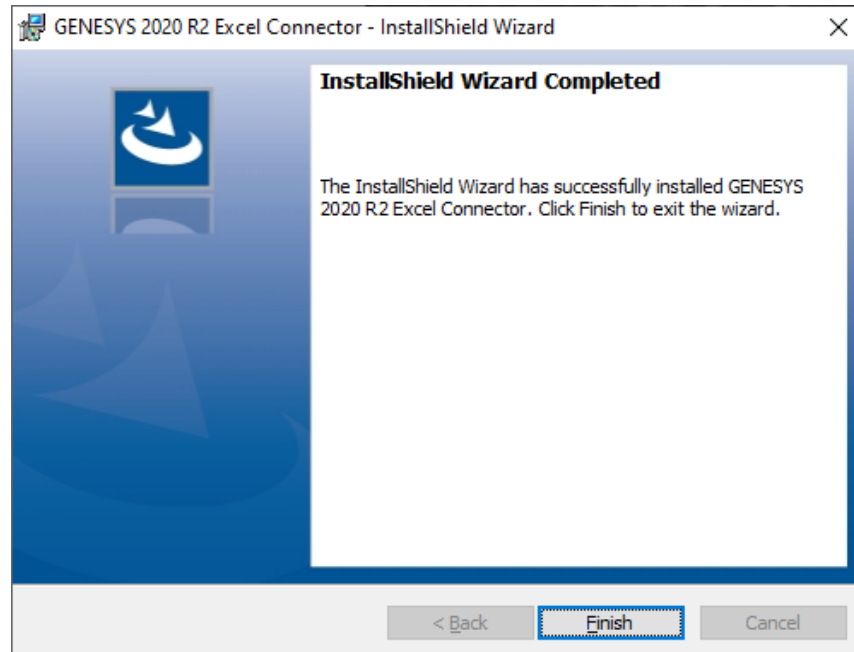 GENESYS 2020 R2 Excel Connector - InstallShield Wizard
InstallShield Wizard Completed
The InstallShield Wizard has successfully installed GENESYS
2020 R2 Excel Connector. Click Finish to exit the wizard.
< Back
Finish
Cancel